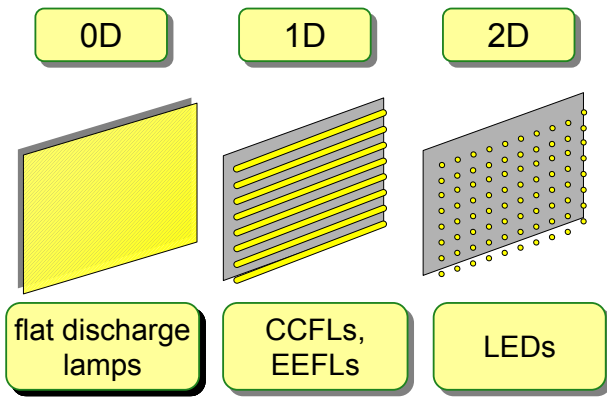 0D
1D
2D
flat discharge
lamps
CCFLs,
EEFLs
LEDs